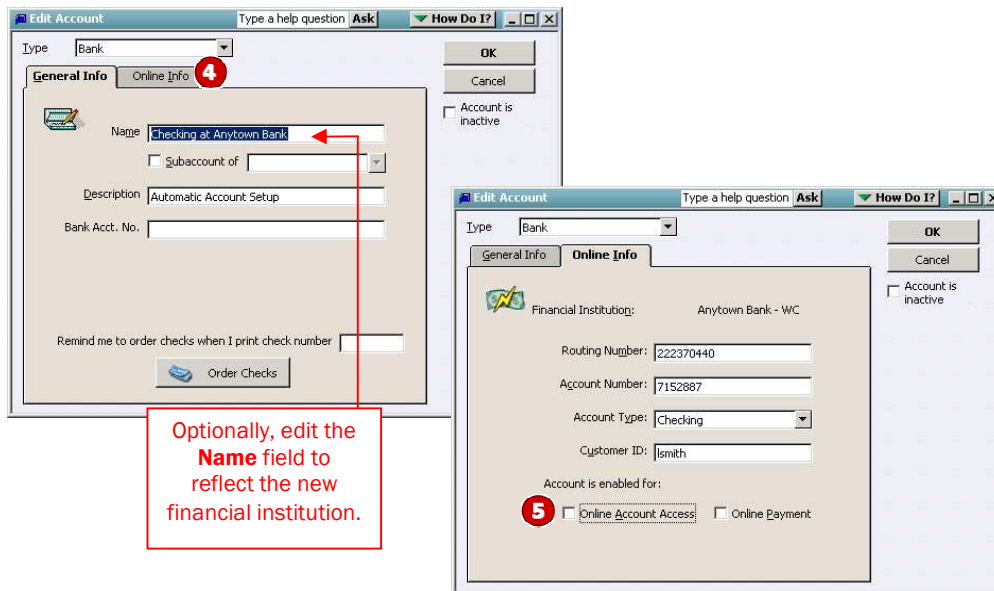 Edit Account Type a help question Ask How Do I?
Type Bank
OK
Cancel
Account is
inactive
General Info Online Info 4
Name Checking at Anytown Bank
Subaccount of
Description Automatic Account Setup
Bank Acct. No.
Remind me to order checks when I print check number
Order Checks
Optionally, edit the
Name field to
reflect the new
financial institution.
Edit Account Type a help question Ask How Do I?
Type Bank
OK
Cancel
Account is
inactive
General Info Online Info
Financial Institution: Anytown Bank - WC
Routing Number: 222370440
Account Number: 7152887
Account Type: Checking
Customer ID: lsmith
Account is enabled for:
5 Online Account Access Online Payment